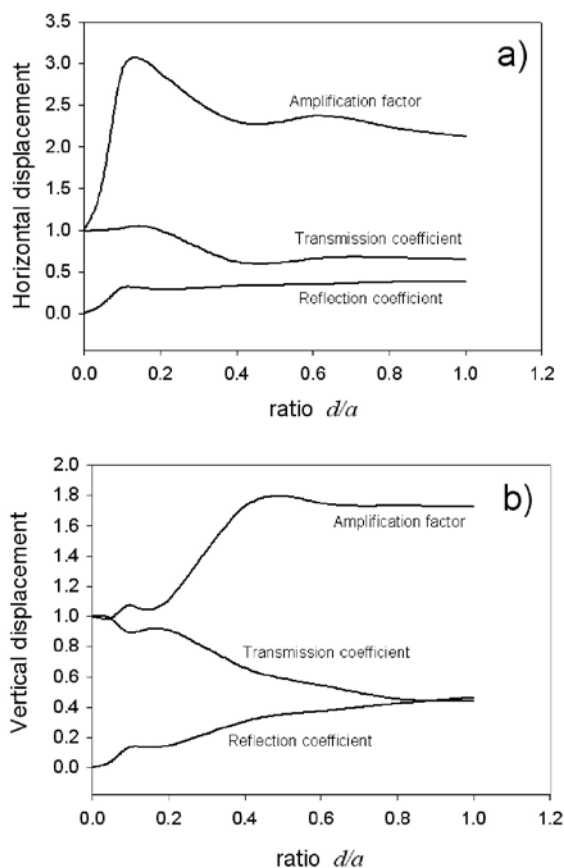 a)
3.5
3.0
2.5
2.0
1.5
1.0
0.5
0.0
Horizontal displacement
Amplification factor
Transmission coefficient
Reflection coefficient
0.0 0.2 0.4 0.6 0.8 1.0 1.2
ratio d/a
b)
2.0
1.8
1.6
1.4
1.2
1.0
0.8
0.6
0.4
0.2
0.0
Vertical displacement
Amplification factor
Transmission coefficient
Reflection coefficient
0.0 0.2 0.4 0.6 0.8 1.0 1.2
ratio d/a